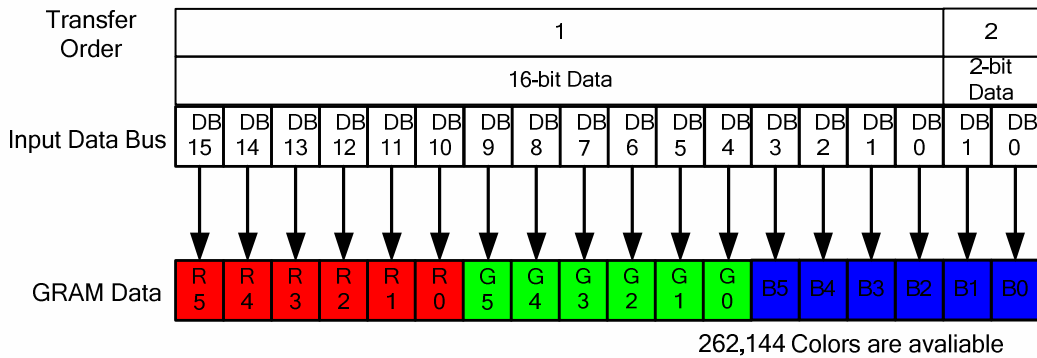 Transfer Order
1
2
16-bit Data
2-bit Data
Input Data Bus
DB 15 DB 14 DB 13 DB 12 DB 11 DB 10 DB 9 DB 8 DB 7 DB 6 DB 5 DB 4 DB 3 DB 2 DB 1 DB 0 DB 1 DB 0
GRAM Data
R 5 R 4 R 3 R 2 R 1 R 0 G 5 G 4 G 3 G 2 G 1 G 0 B5 B4 B3 B2 B1 B0
262,144 Colors are avaliable